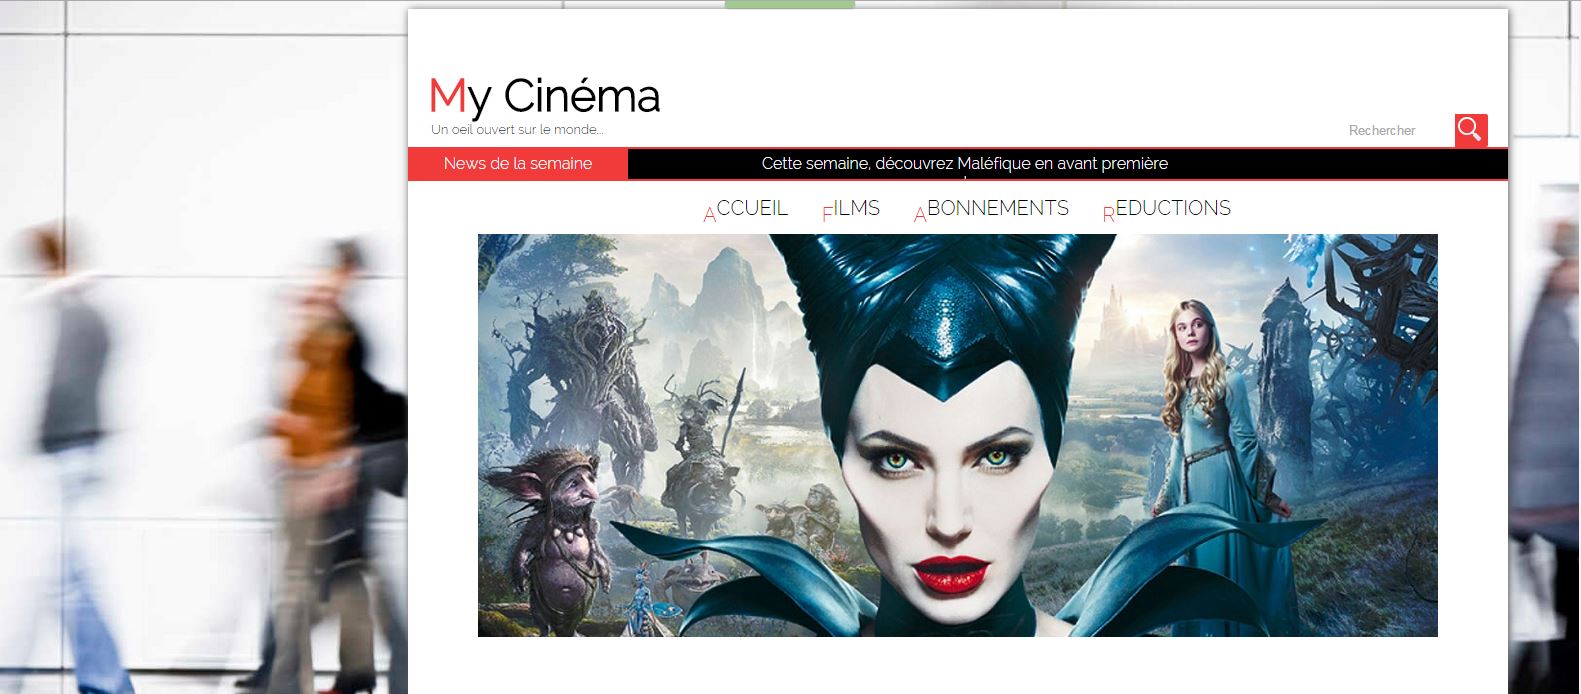 My Cinéma
Un oeil ouvert sur le monde...
Rechercher
News de la semaine
Cette semaine, découvrez Maléfique en avant première
ACCUEIL FILMS ABONNEMENTS REDUCTIONS